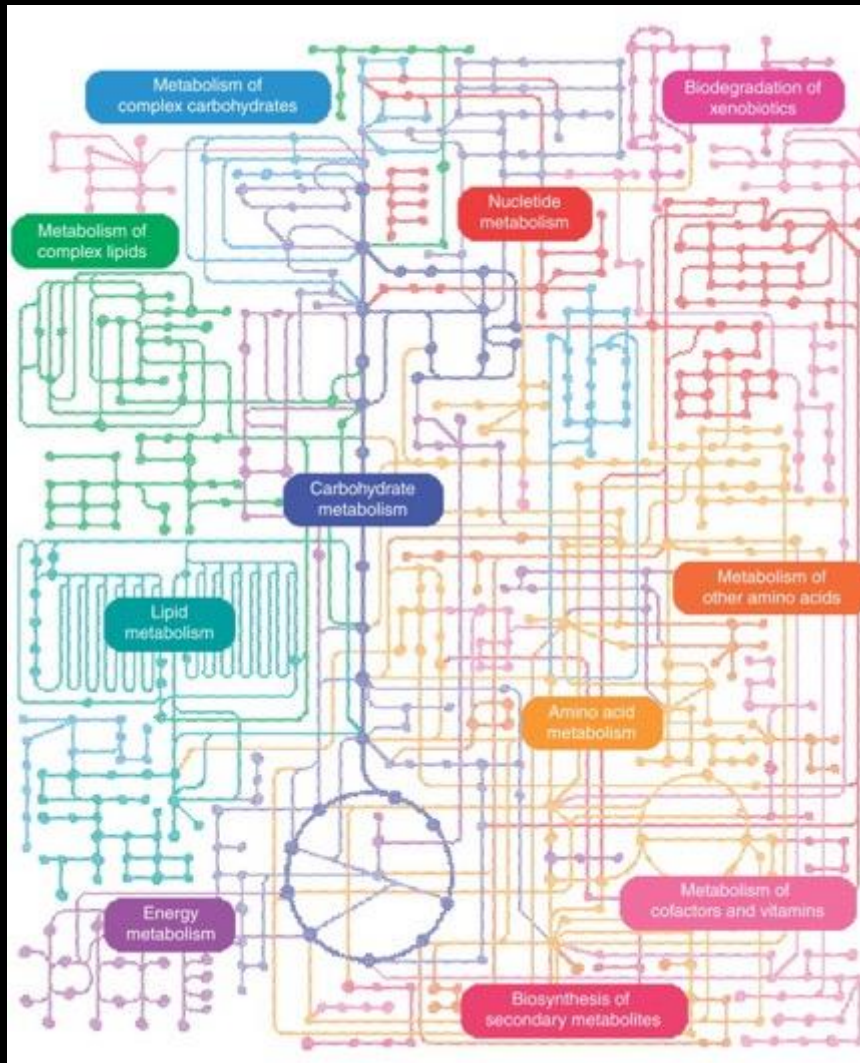 Metabolism of
complex carbohydrates
Biodegradation of
xenobiotics
Nucletide
metabolism
Metabolism of
complex lipids
Carbohydrate
metabolism
Metabolism of
other amino acids
Lipid
metabolism
Amino acid
metabolism
Metabolism of
cofactors and vitamins
Energy
metabolism
Biosynthesis of
secondary metabolites